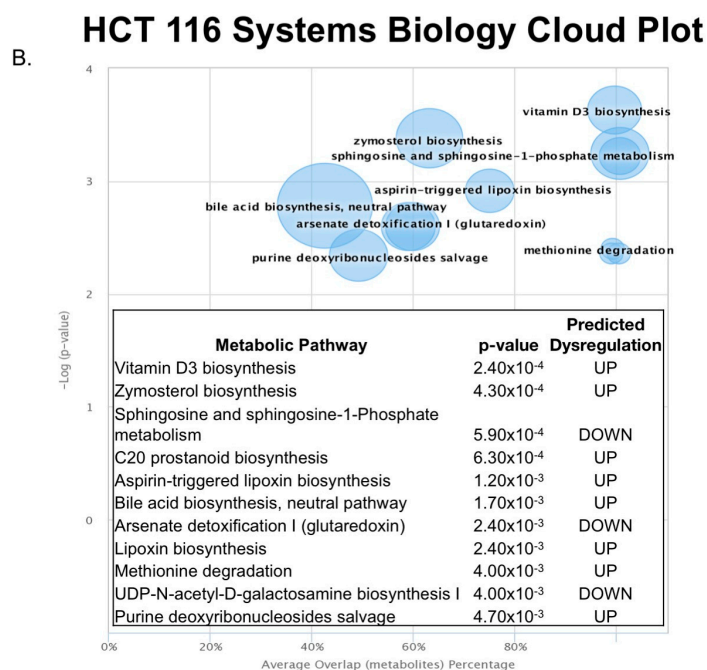 HCT 116 Systems Biology Cloud Plot
B.
4
vitamin D3 biosynthesis
zymosterol biosynthesis
sphingosine and sphingosine-1-phosphate metabolism
3
aspirin-triggered lipoxin biosynthesis
bile acid biosynthesis, neutral pathway
arsenate detoxification I (glutaredoxin)
methionine degradation
purine deoxyribonucleosides salvage
2
-Log (p-value)
Metabolic Pathway p-value Predicted Dysregulation
Vitamin D3 biosynthesis 2.40x10-4 UP
Zymosterol biosynthesis 4.30x10-4 UP
1
Sphingosine and sphingosine-1-Phosphate
metabolism 5.90x10-4 DOWN
C20 prostanoid biosynthesis 6.30x10-4 UP
Aspirin-triggered lipoxin biosynthesis 1.20x10-3 UP
Bile acid biosynthesis, neutral pathway 1.70x10-3 UP
0
Arsenate detoxification I (glutaredoxin) 2.40x10-3 DOWN
Lipoxin biosynthesis 2.40x10-3 UP
Methionine degradation 4.00x10-3 UP
UDP-N-acetyl-D-galactosamine biosynthesis I 4.00x10-3 DOWN
Purine deoxyribonucleosides salvage 4.70x10-3 UP
0% 20% 40% 60% 80%
Average Overlap (metabolites) Percentage